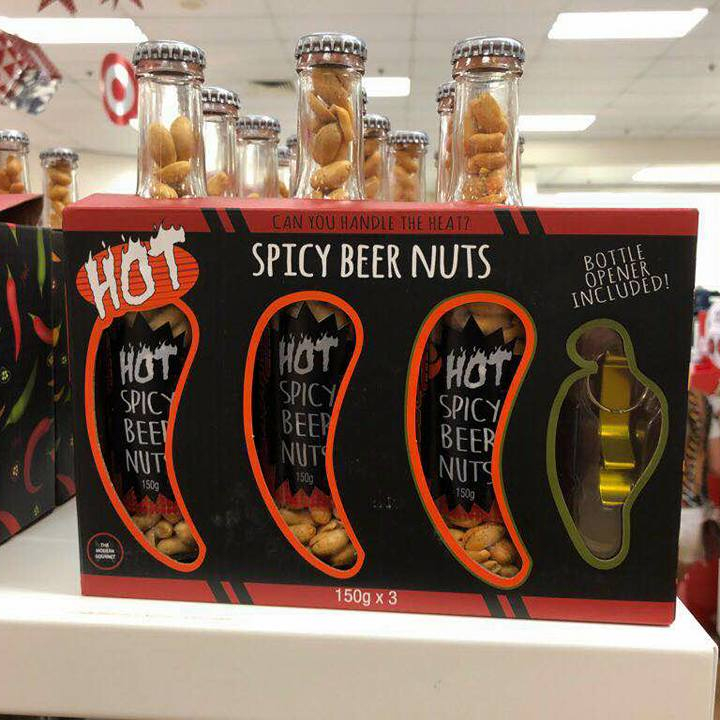 CAN YOU HANDLE THE HEAT?
HOT
SPICY BEER NUTS
BOTTLE
OPENER
INCLUDED!
HOT
SPICY
BEER
NUTS
150g
HOT
SPICY
BEER
NUTS
150g
HOT
SPICY
BEER
NUTS
150g
THE
MODERN
GOURMET
150g x 3